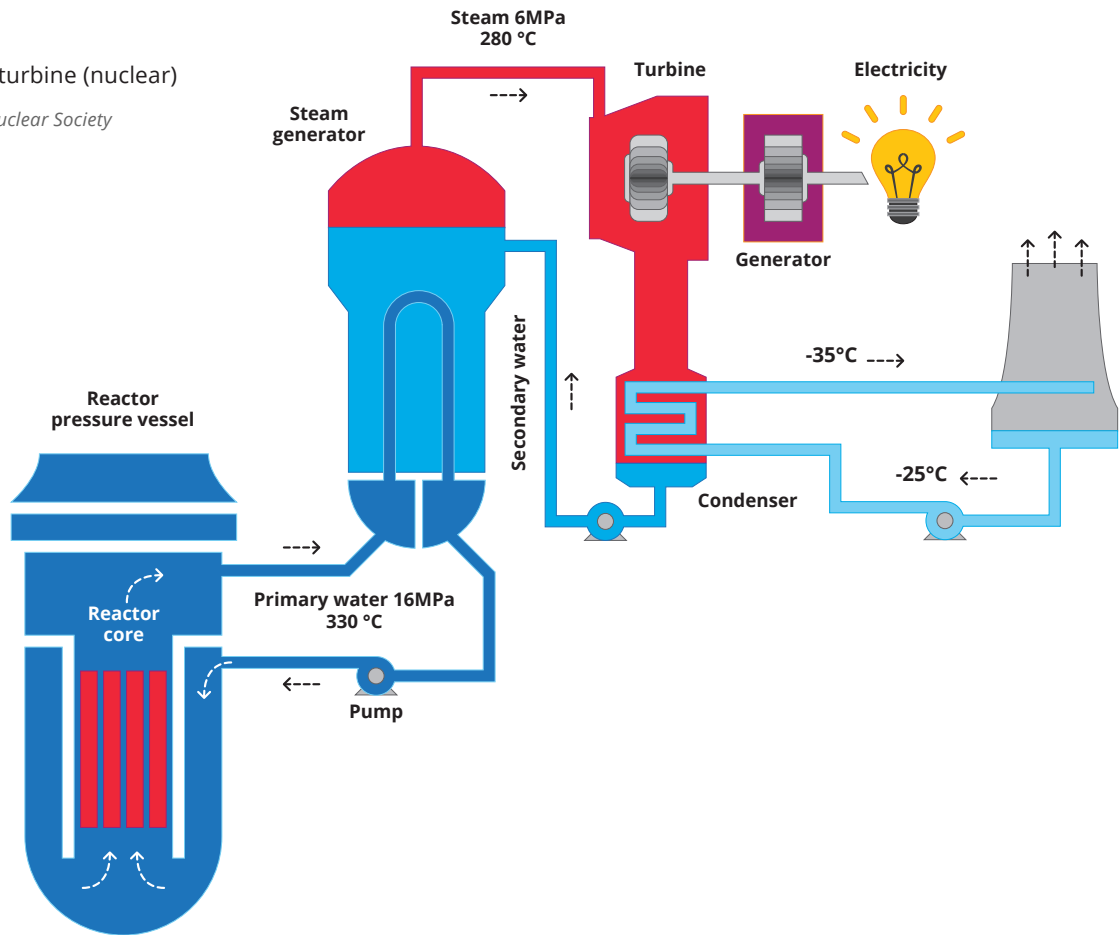 Steam 6MPa
280 °C
turbine (nuclear)
Turbine
Electricity
Steam
generator
Society
Generator
Secondary water
-35°C
Reactor
pressure vessel
-25°C
Condenser
Primary water 16MPa
330 °C
Reactor
core
Pump